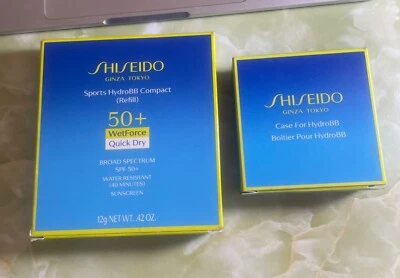 SHISEIDO
GINZA TOKYO
Sports HydroBB Compact
(Refill)
50+
WetForce
Quick Dry
BROAD SPECTRUM
SPF 50+
WATER RESISTANT
(40 MINUTES)
SUNSCREEN
12g NET WT. .42 OZ.
SHISEIDO
GINZA TOKYO
Case For HydroBB
Boîtier Pour HydroBB